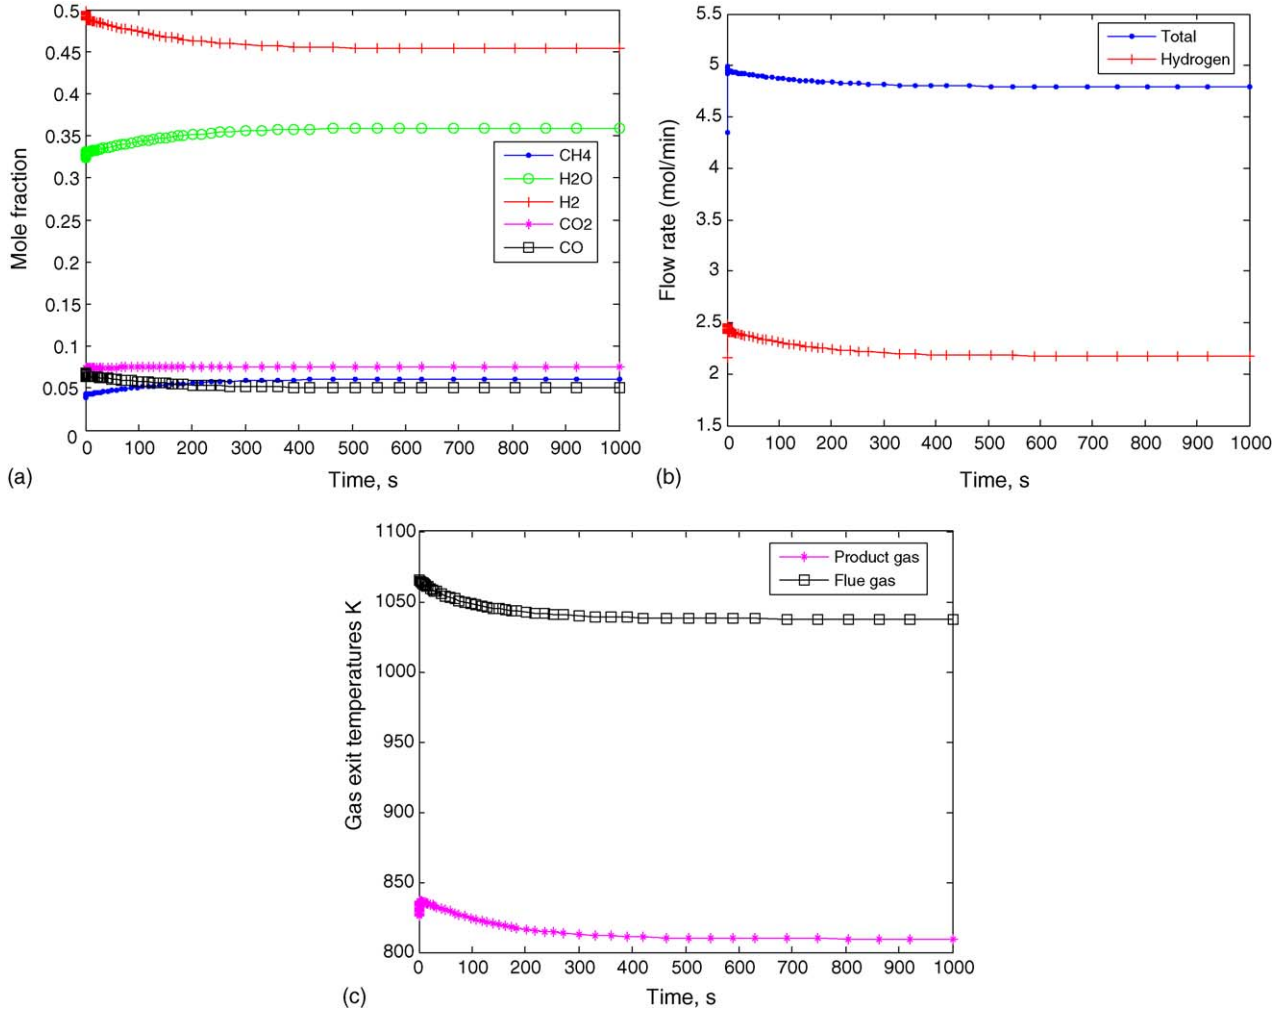 0.5
0.45
0.4
0.35
0.3
0.25
0.2
0.15
0.1
0.05
0
Mole fraction
CH4
H2O
H2
CO2
CO
0 100 200 300 400 500 600 700 800 900 1000
(a)
Time, s
5.5
5
4.5
4
3.5
3
2.5
2
1.5
Flow rate (mol/min)
Total
Hydrogen
0 100 200 300 400 500 600 700 800 900 1000
(b)
Time, s
1100
1050
1000
950
900
850
800
Gas exit temperatures K
Product gas
Flue gas
0 100 200 300 400 500 600 700 800 900 1000
(c)
Time, s